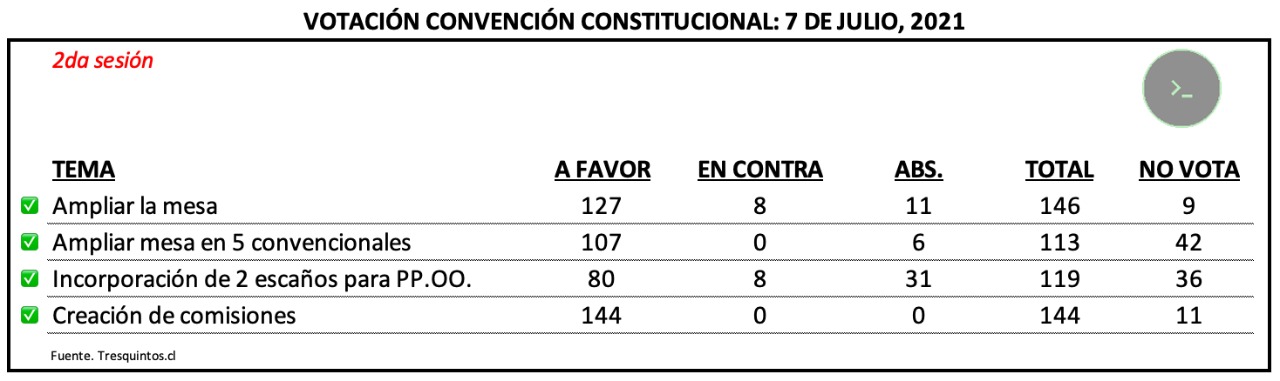 VOTACIÓN CONVENCIÓN CONSTITUCIONAL: 7 DE JULIO, 2021
2da sesión
>_
TEMA A FAVOR EN CONTRA ABS. TOTAL NO VOTA
✅ Ampliar la mesa 127 8 11 146 9
✅ Ampliar mesa en 5 convencionales 107 0 6 113 42
✅ Incorporación de 2 escaños para PP.OO. 80 8 31 119 36
✅ Creación de comisiones 144 0 0 144 11
Fuente. Tresquintos.cl